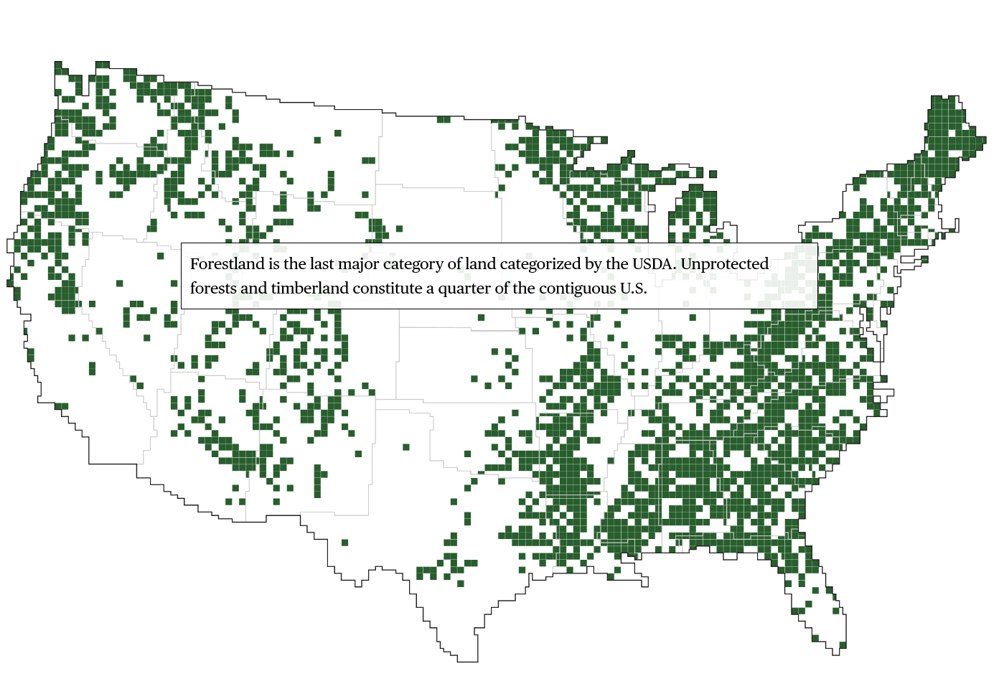 Forestland is the last major category of land categorized by the USDA. Unprotected
forests and timberland constitute a quarter of the contiguous U.S.